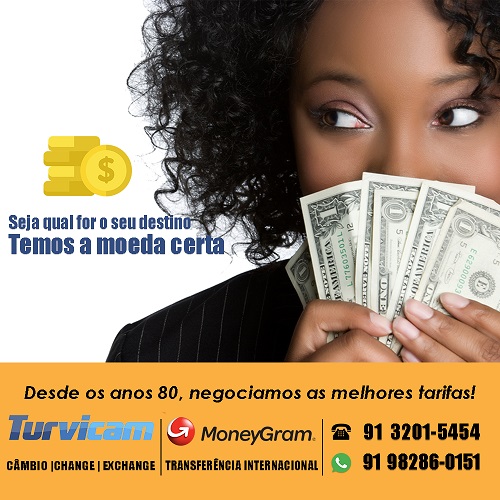 $
Seja qual for o seu destino
Temos a moeda certa
Desde os anos 80, negociamos as melhores tarifas!
Turvicam
CÂMBIO |CHANGE | EXCHANGE
MoneyGram.
TRANSFERÊNCIA INTERNACIONAL
91 3201-5454
91 98286-0151